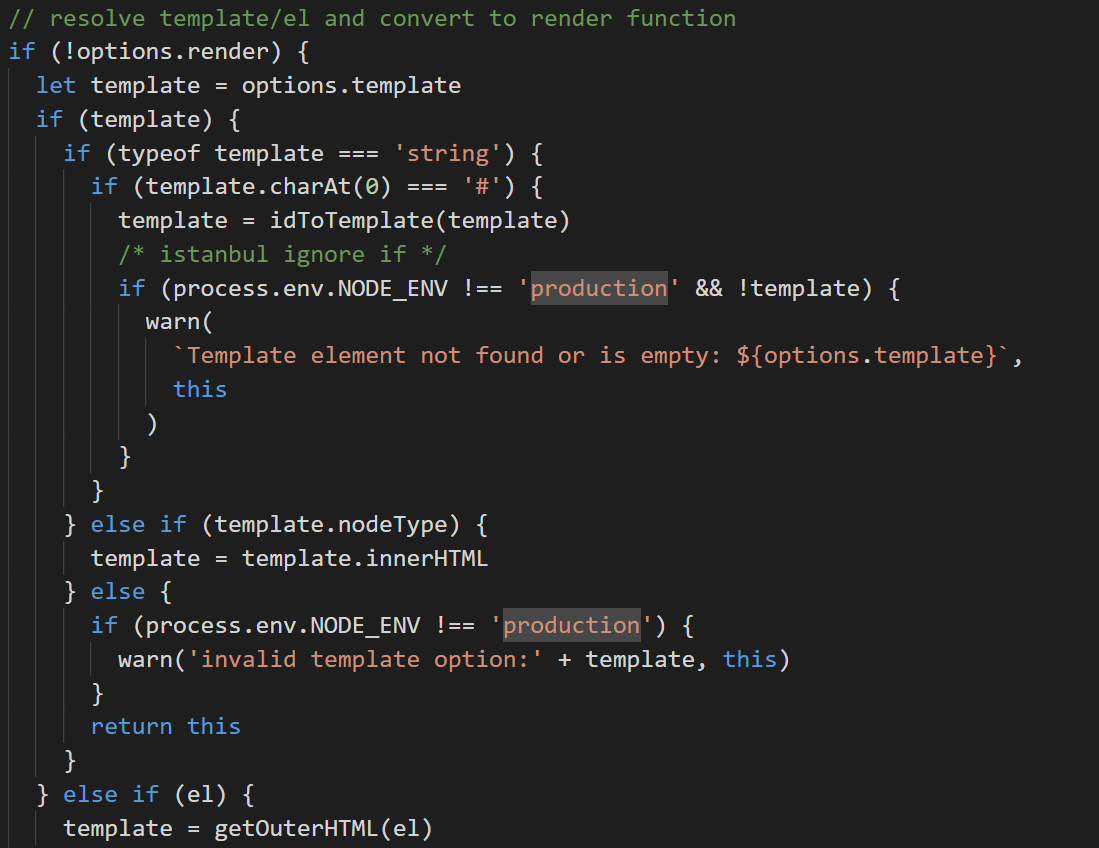 // resolve template/el and convert to render function
if (!options.render) {
  let template = options.template
  if (template) {
    if (typeof template === 'string') {
      if (template.charAt(0) === '#') {
        template = idToTemplate(template)
        /* istanbul ignore if */
        if (process.env.NODE_ENV !== 'production' && !template) {
          warn(
            `Template element not found or is empty: ${options.template}`,
            this
          )
        }
      }
    } else if (template.nodeType) {
      template = template.innerHTML
    } else {
      if (process.env.NODE_ENV !== 'production') {
        warn('invalid template option:' + template, this)
      }
      return this
    }
  } else if (el) {
    template = getOuterHTML(el)